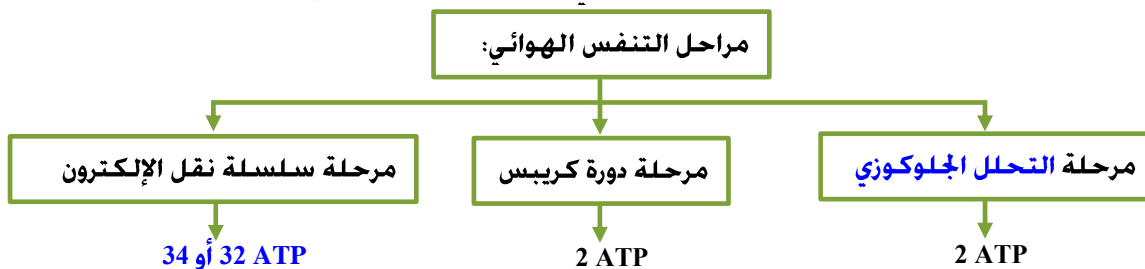 مراحل التنفس الهوائي:
مرحلة التحلل الجلوكوزي
مرحلة دورة كريبس
مرحلة سلسلة نقل الإلكترون
2 ATP
2 ATP
34 أو 32 ATP